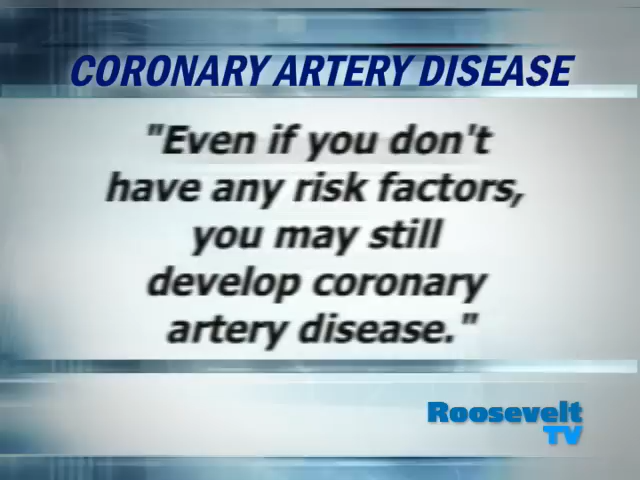 CORONARY ARTERY DISEASE
"Even if you don't
have any risk factors,
you may still
develop coronary
artery disease."
Roosevelt
TV